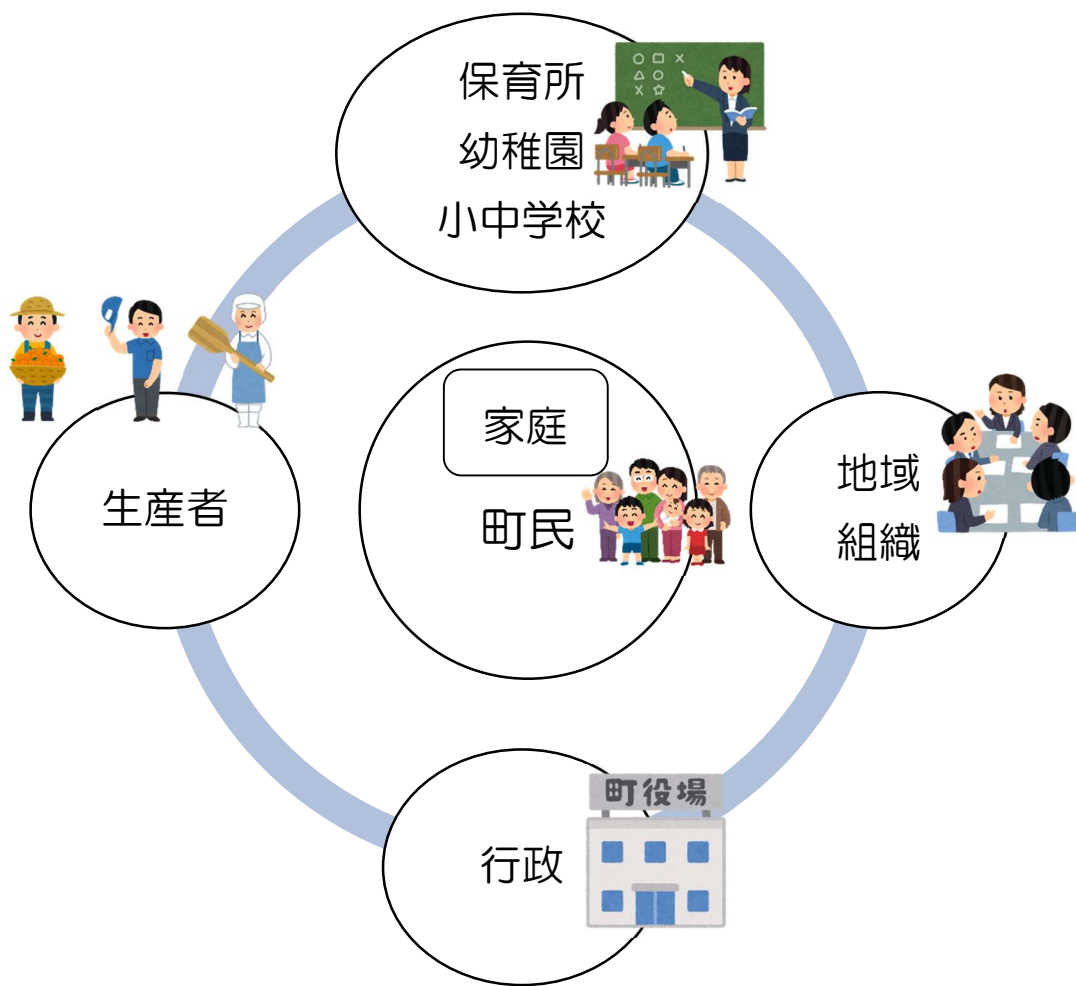 保育所
幼稚園
小中学校
家庭
町民
生産者
地域
組織
町役場
行政